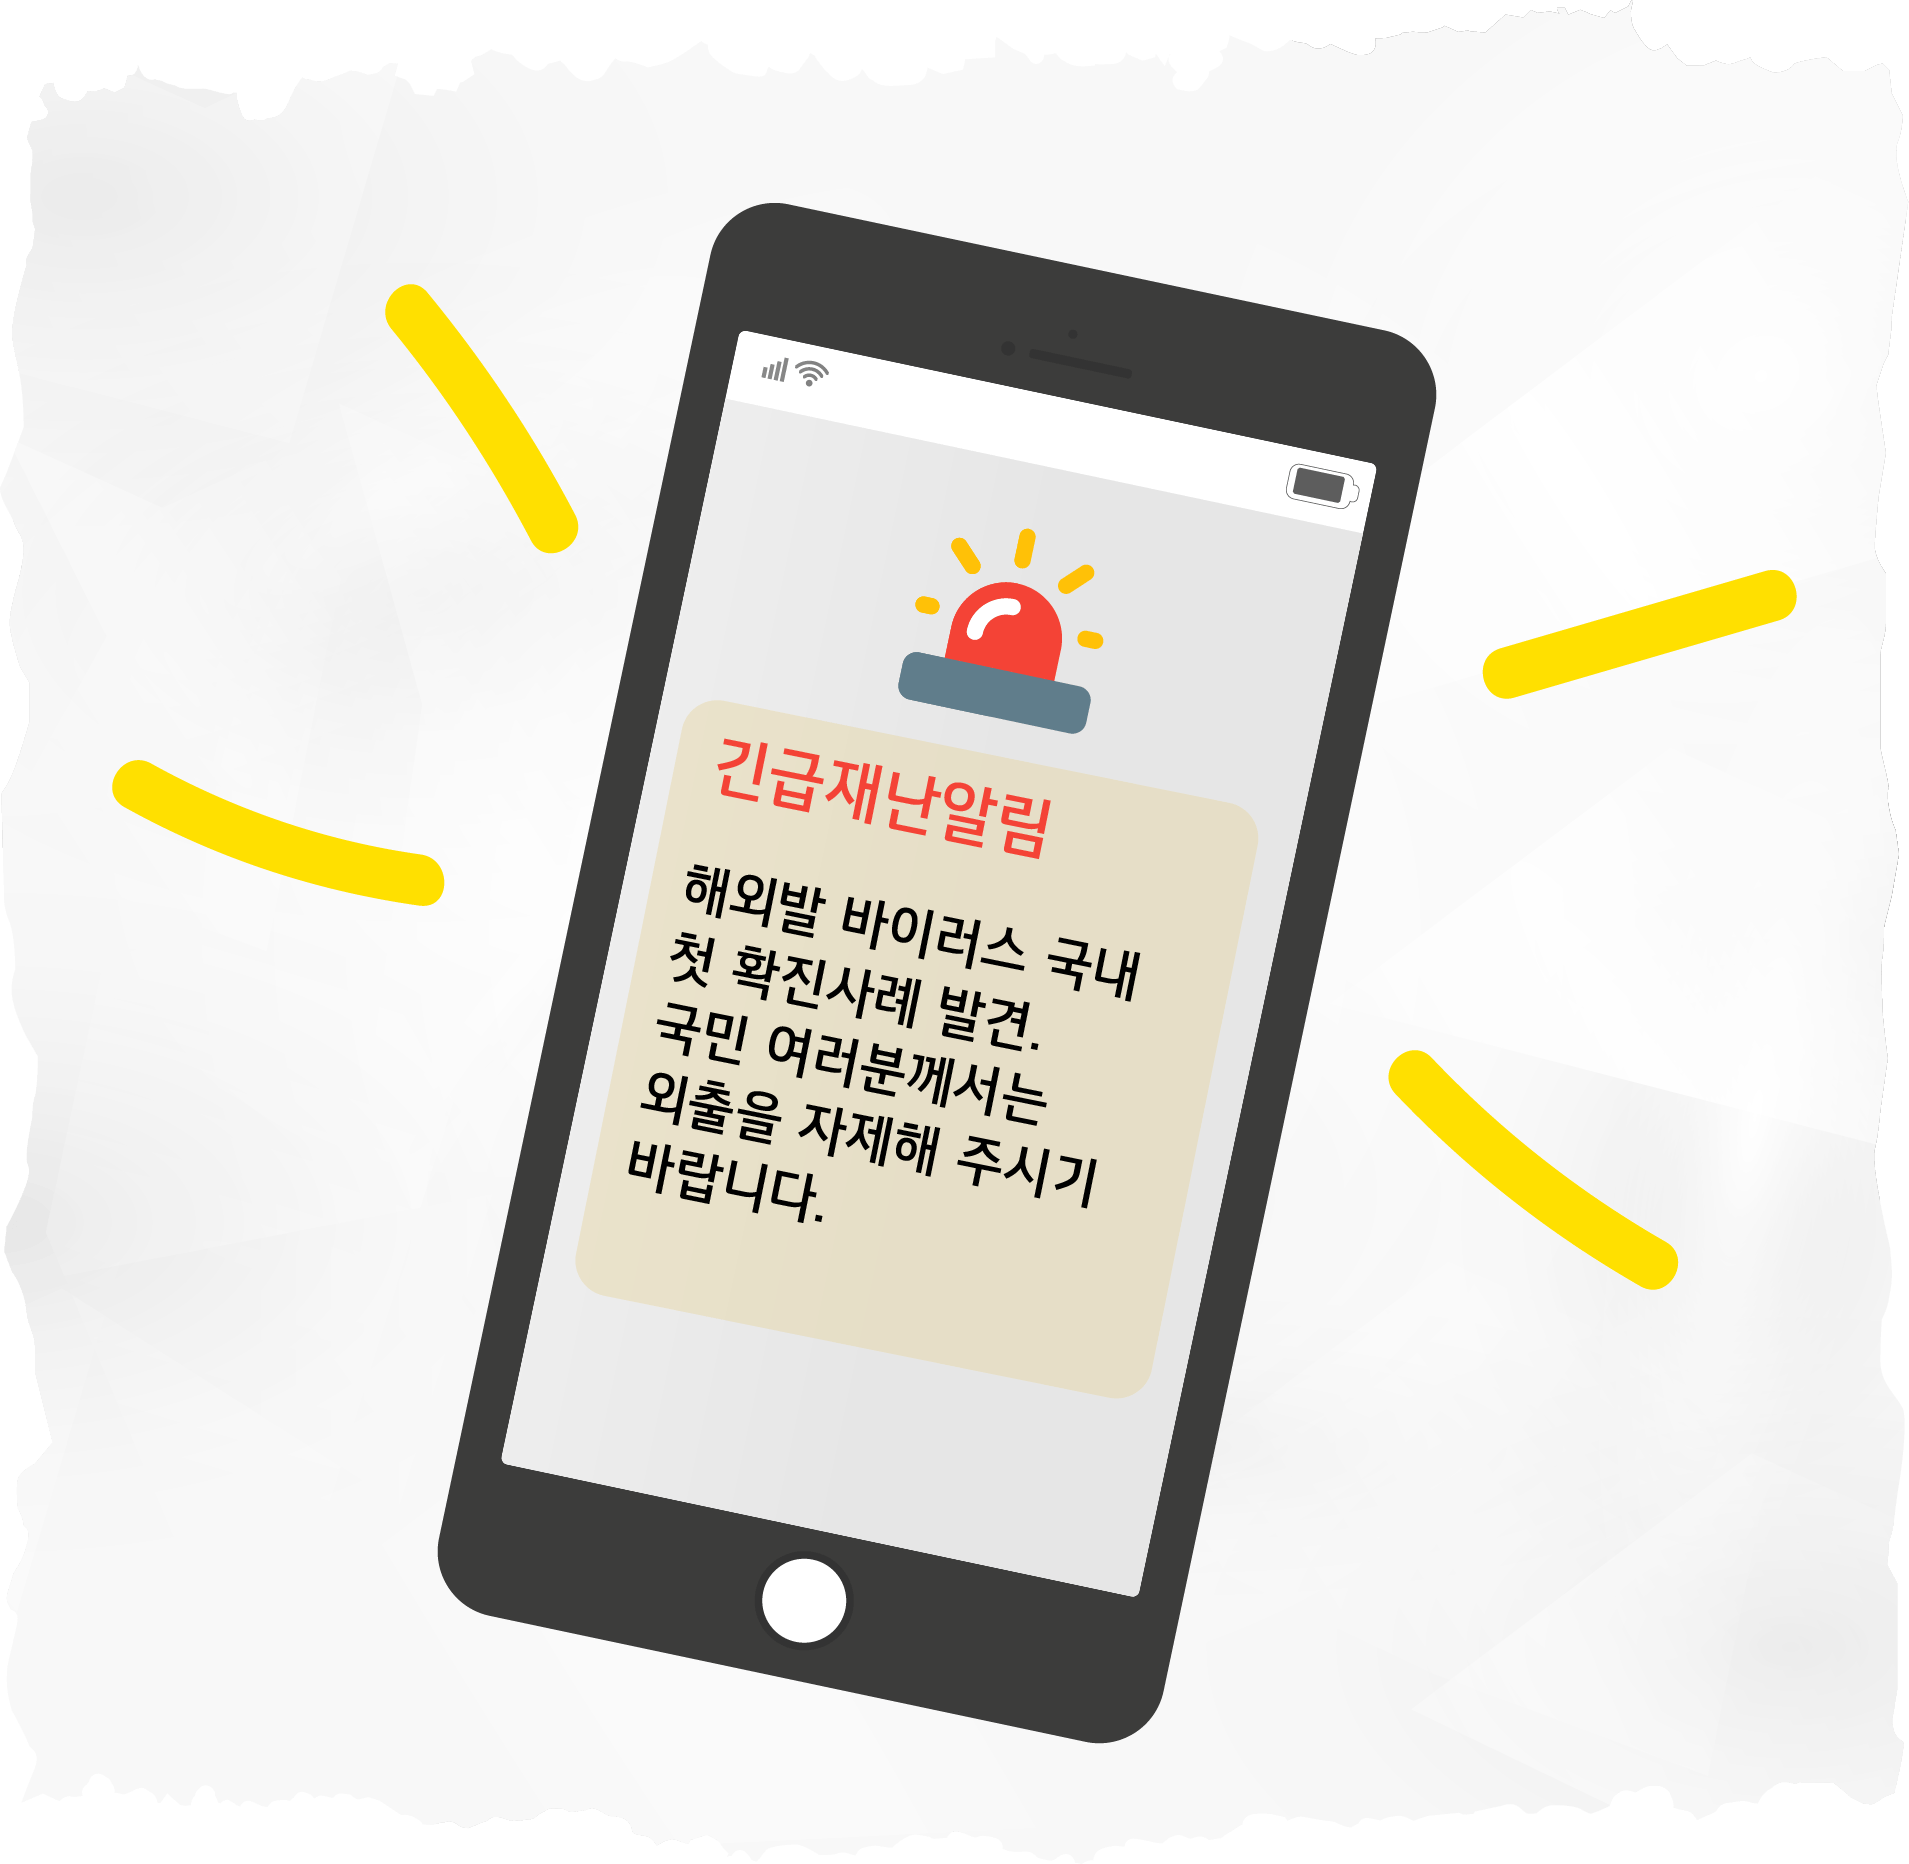 긴급재난알림
해외발 바이러스 국내
첫 확진사례 발견.
국민 여러분께서는
외출을 자제해 주시기
바랍니다.